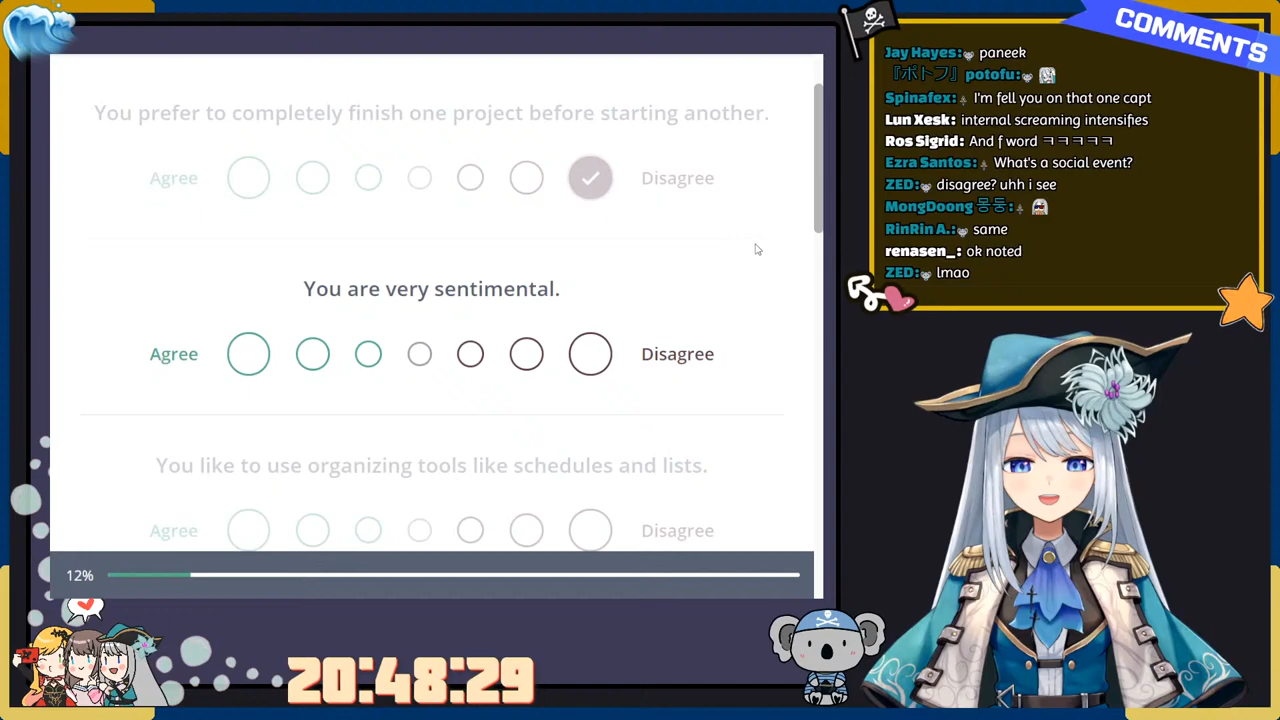 You prefer to completely finish one project before starting another.
Agree Disagree
You are very sentimental.
Agree Disagree
You like to use organizing tools like schedules and lists.
Agree Disagree
12%
20:48:29
COMMENTS
Jay Hayes: paneek
『ポトフ』 potofu:
Spinafex: I'm fell you on that one capt
Lun Xesk: internal screaming intensifies
Ros Sigrid: And f word ㅋㅋㅋㅋㅋ
Ezra Santos: What's a social event?
ZED: disagree? uhh i see
MongDoong 몽둥:
RinRin A.: same
renasen_: ok noted
ZED: lmao